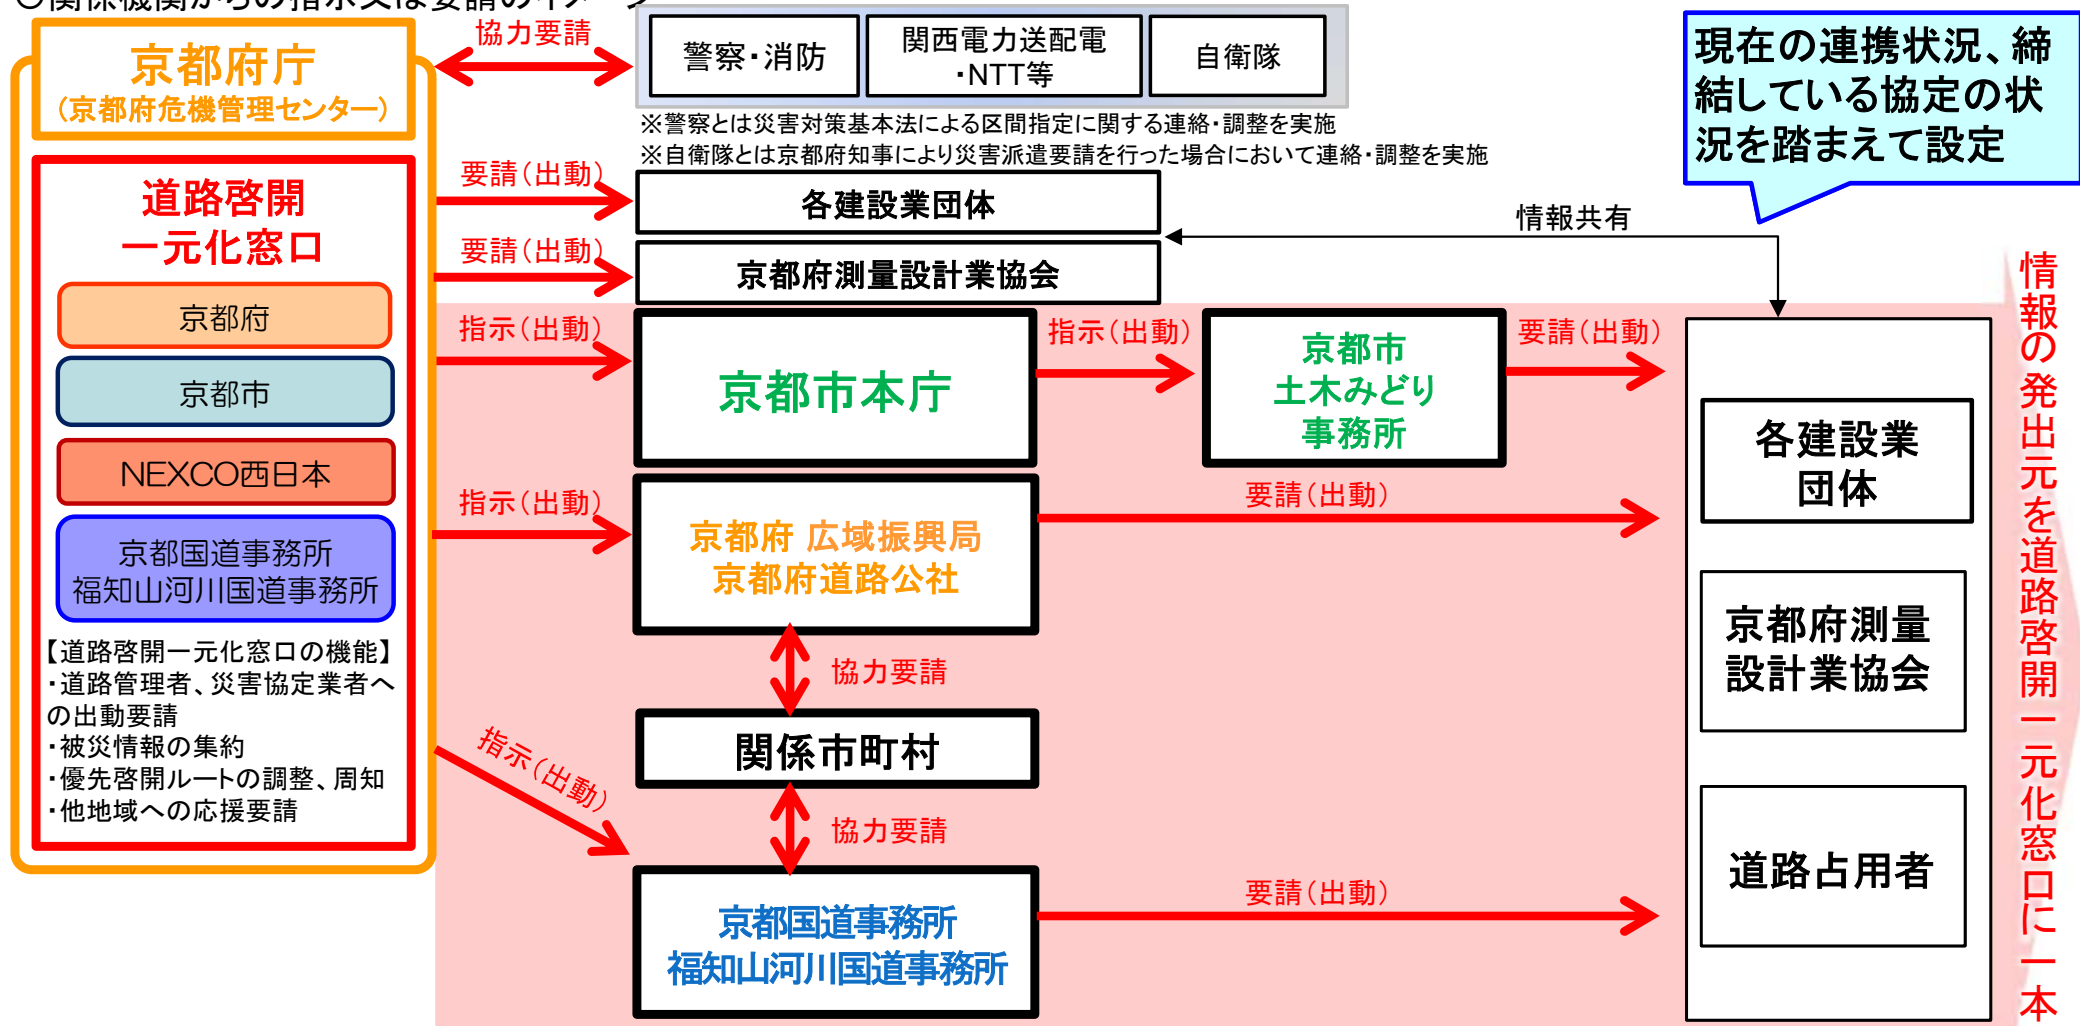 〇関係機関からの指示又は要請のイメージ
京都府庁
(京都府危機管理センター)
道路啓開
一元化窓口
京都府
京都市
NEXCO西日本
京都国道事務所
福知山河川国道事務所
【道路啓開一元化窓口の機能】
・道路管理者、災害協定業者へ
の出動要請
・被災情報の集約
・優先啓開ルートの調整、周知
・他地域への応援要請
協力要請
警察・消防
関西電力送配電
・NTT等
自衛隊
※警察とは災害対策基本法による区間指定に関する連絡・調整を実施
※自衛隊とは京都府知事により災害派遣要請を行った場合において連絡・調整を実施
現在の連携状況、締
結している協定の状
況を踏まえて設定
要請(出動)
各建設業団体
情報共有
要請(出動)
京都府測量設計業協会
指示(出動)
京都市本庁
指示(出動)
京都市
土木みどり
事務所
要請(出動)
指示(出動)
京都府 広域振興局
京都府道路公社
要請(出動)
協力要請
関係市町村
指示(出動)
協力要請
京都国道事務所
福知山河川国道事務所
要請(出動)
各建設業
団体
京都府測量
設計業協会
道路占用者
情報の発出元を道路啓開一元化窓口に一本